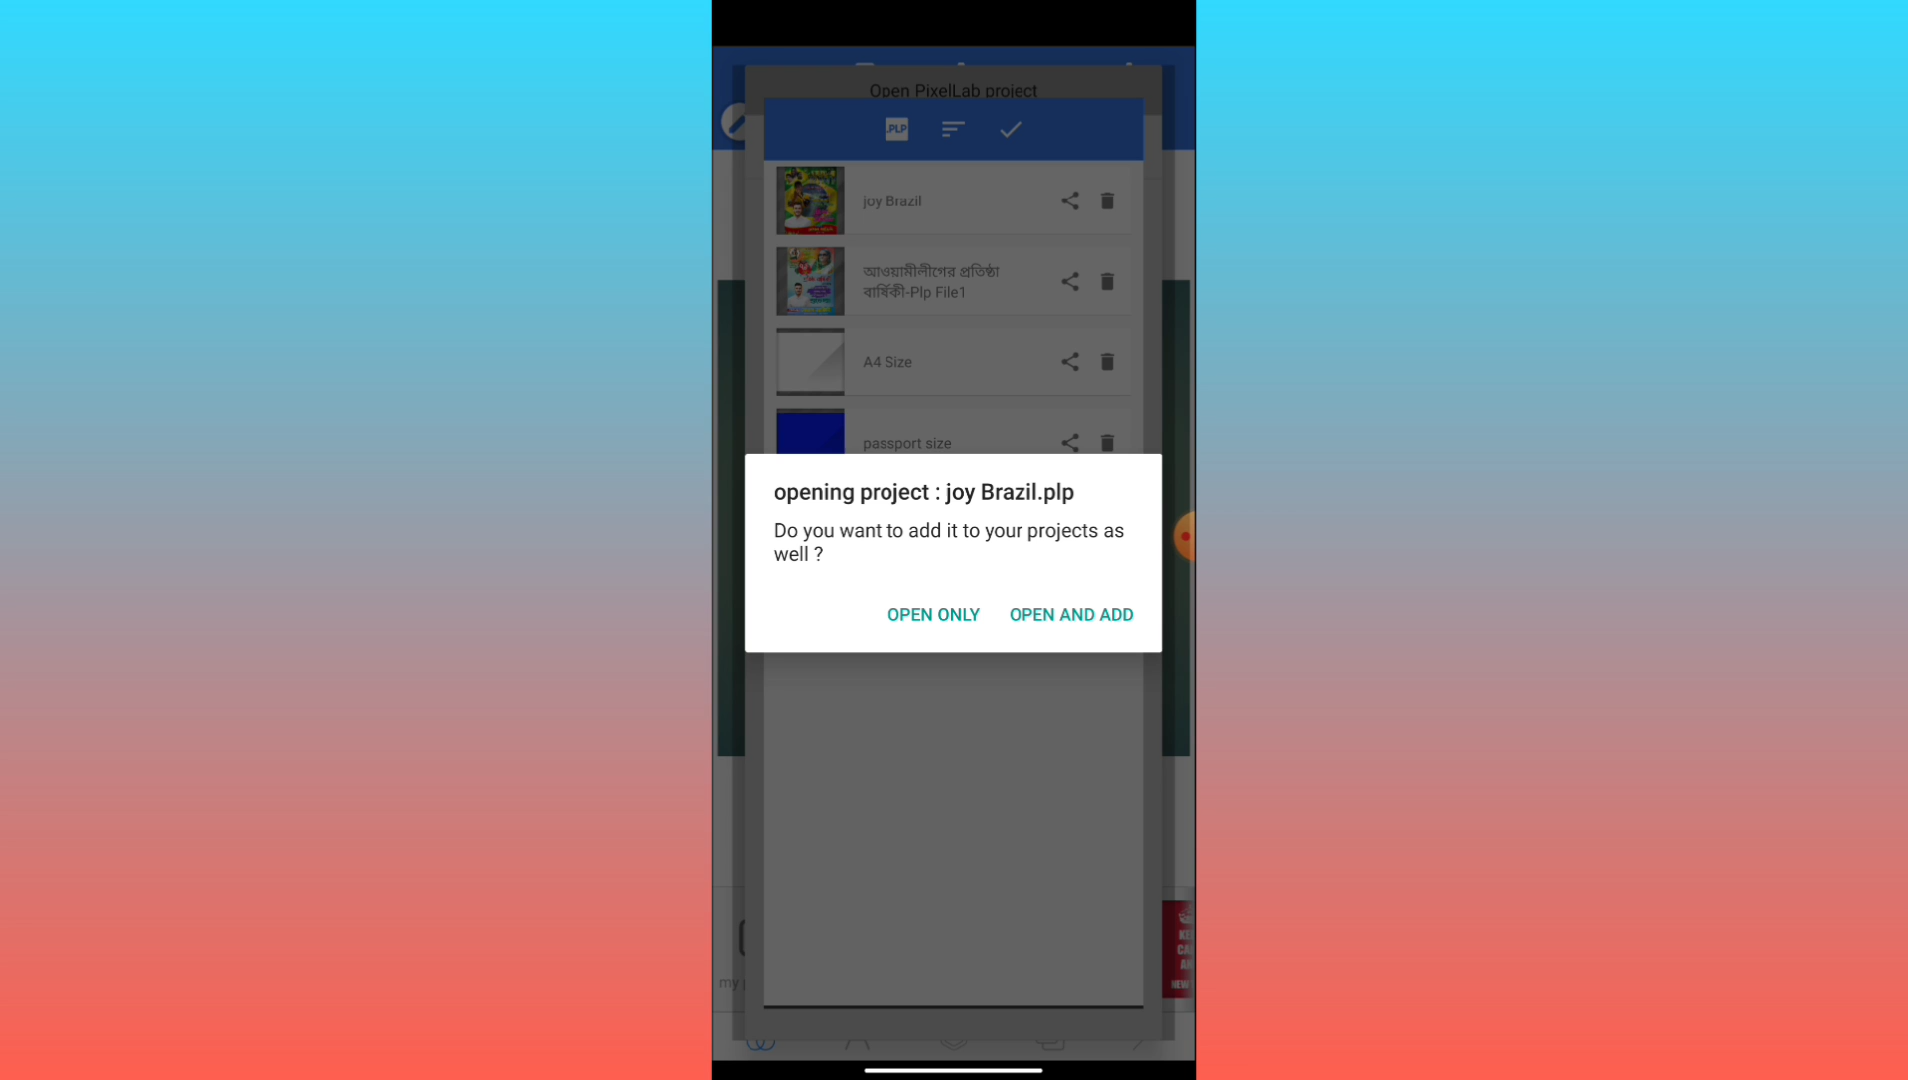 Open PixelLab project
.PLP
joy Brazil
আওয়ামীলীগের প্রতিষ্ঠা
বার্ষিকী-Plp File1
A4 Size
passport size
opening project : joy Brazil.plp
Do you want to add it to your projects as
well ?
OPEN ONLY
OPEN AND ADD
my